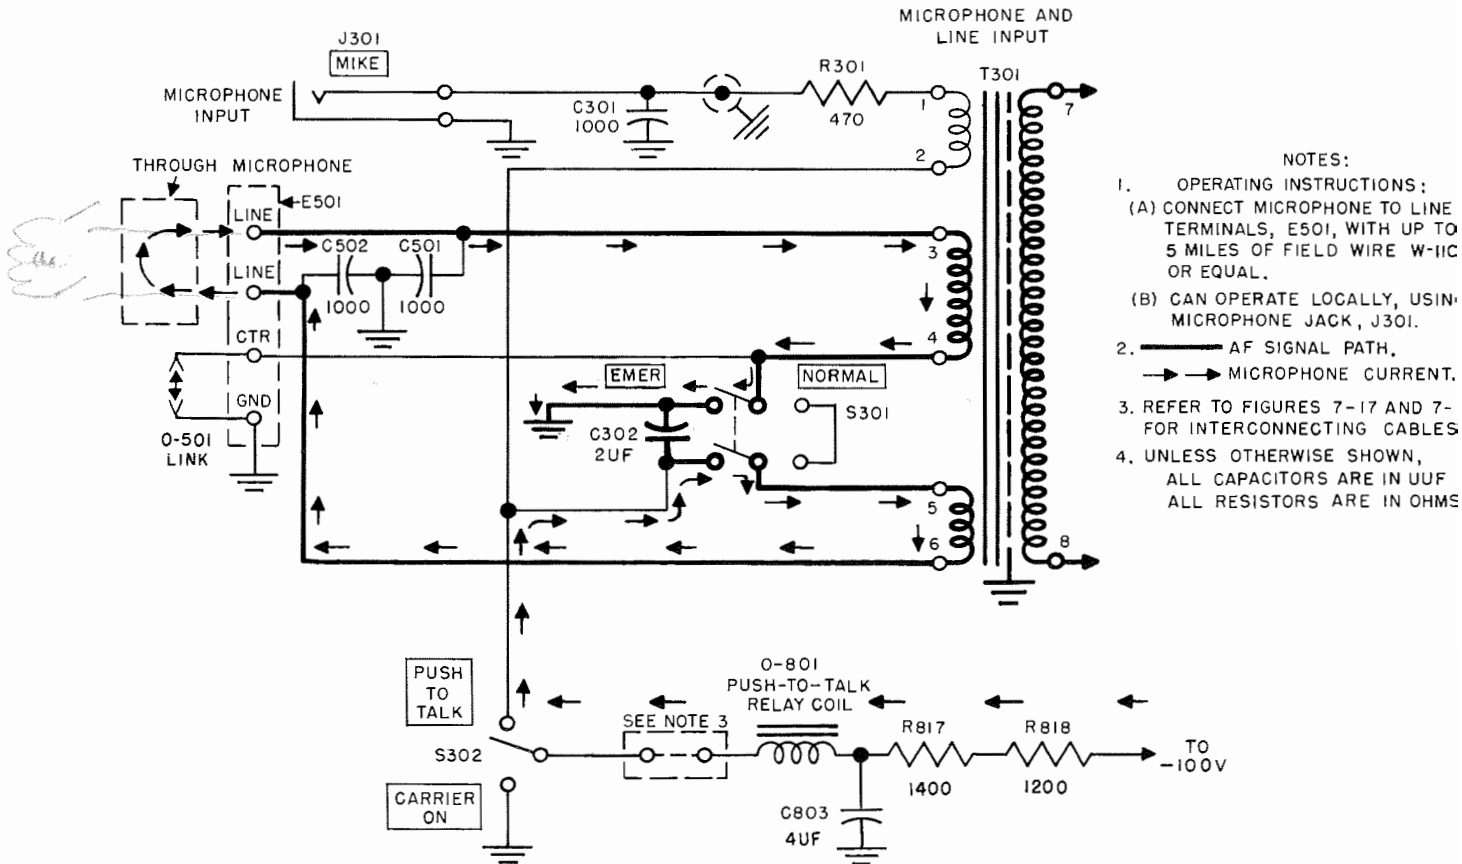 MICROPHONE AND
LINE INPUT
J301
MIKE
MICROPHONE
INPUT
C301
1000
R301
470
T301
1
2
7
THROUGH MICROPHONE
E501
LINE
LINE
C502
C501
1000
1000
3
4
CTR
GND
O-501
LINK
EMER
NORMAL
S301
C302
2UF
5
6
8
NOTES:
1. OPERATING INSTRUCTIONS:
(A) CONNECT MICROPHONE TO LINE
TERMINALS, E501, WITH UP TO
5 MILES OF FIELD WIRE W-110
OR EQUAL.
(B) CAN OPERATE LOCALLY, USIN
MICROPHONE JACK, J301.
2. AF SIGNAL PATH.
MICROPHONE CURRENT.
3. REFER TO FIGURES 7-17 AND 7-
FOR INTERCONNECTING CABLES
4. UNLESS OTHERWISE SHOWN,
ALL CAPACITORS ARE IN UUF
ALL RESISTORS ARE IN OHMS
PUSH
TO
TALK
S302
CARRIER
ON
SEE NOTE 3
O-801
PUSH-TO-TALK
RELAY COIL
R817
1400
R818
1200
C803
4UF
TO
-100V